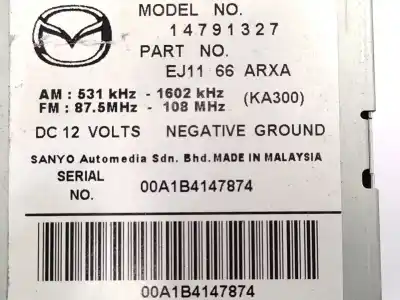 MODEL NO.
14791327
PART NO.
EJ11 66 ARXA
AM : 531 kHz - 1602 kHz
FM : 87.5MHz - 108 MHz
(KA300)
DC 12 VOLTS NEGATIVE GROUND
SANYO Automedia Sdn. Bhd. MADE IN MALAYSIA
SERIAL
NO.
00A1B4147874
00A1B4147874